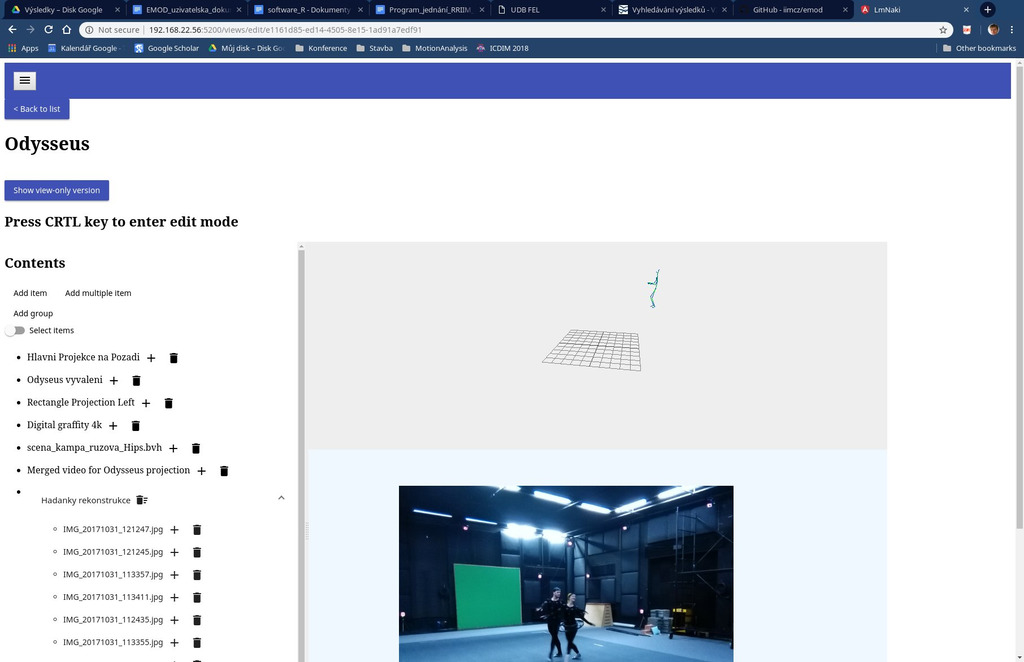 Výsledky – Disk Google
EMOD_uzivatelska_doku
software_R - Dokumenty
Program_jednání_RRIIM
UDB FEL
Vyhledávání výsledků - V
GitHub - iimcz/emod
LmNaki
Not secure | 192.168.22.56:5200/views/edit/e1161d85-ed14-4505-8e15-1ad91a7edf91
Apps
Kalendář Google -
Google Scholar
Můj disk – Disk Go
Konference
Stavba
MotionAnalysis
ICDIM 2018
Other bookmarks
< Back to list
Odysseus
Show view-only version
Press CRTL key to enter edit mode
Contents
Add item
Add multiple item
Add group
Select items
Hlavni Projekce na Pozadi
Odyseus vyvaleni
Rectangle Projection Left
Digital graffity 4k
scena_kampa_ruzova_Hips.bvh
Merged video for Odysseus projection
Hadanky rekonstrukce
IMG_20171031_121247.jpg
IMG_20171031_121245.jpg
IMG_20171031_113357.jpg
IMG_20171031_113411.jpg
IMG_20171031_112435.jpg
IMG_20171031_113355.jpg